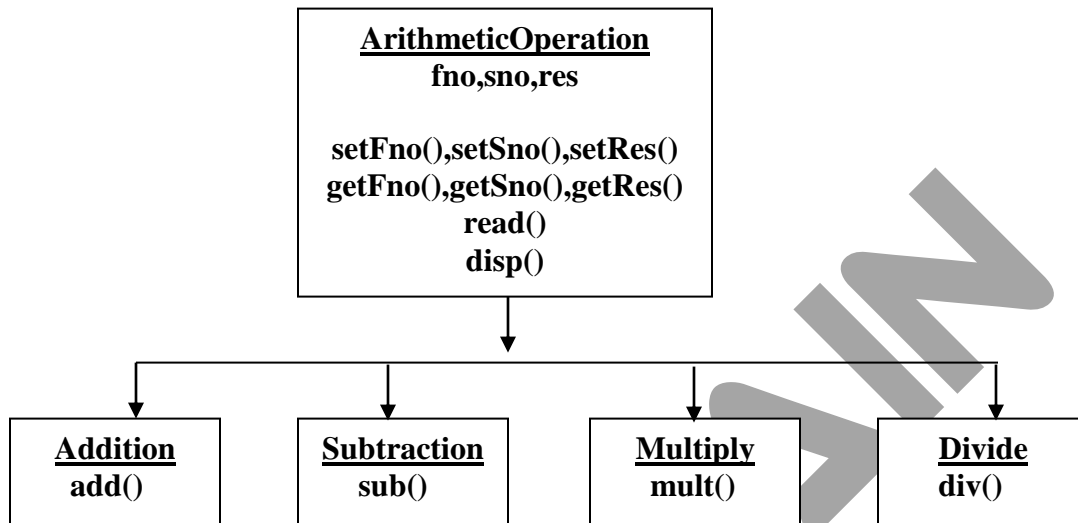 ArithmeticOperation
fno,sno,res
setFno(),setSno(),setRes()
getFno(),getSno(),getRes()
read()
disp()
Addition
add()
Subtraction
sub()
Multiply
mult()
Divide
div()